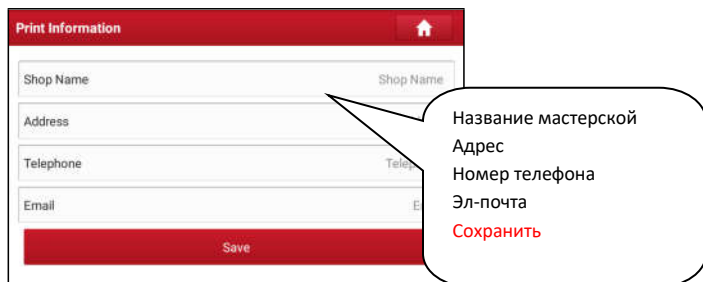 Print Information
Shop Name Shop Name
Address
Telephone
Email
Save
Название мастерской
Адрес
Номер телефона
Эл-почта
Сохранить